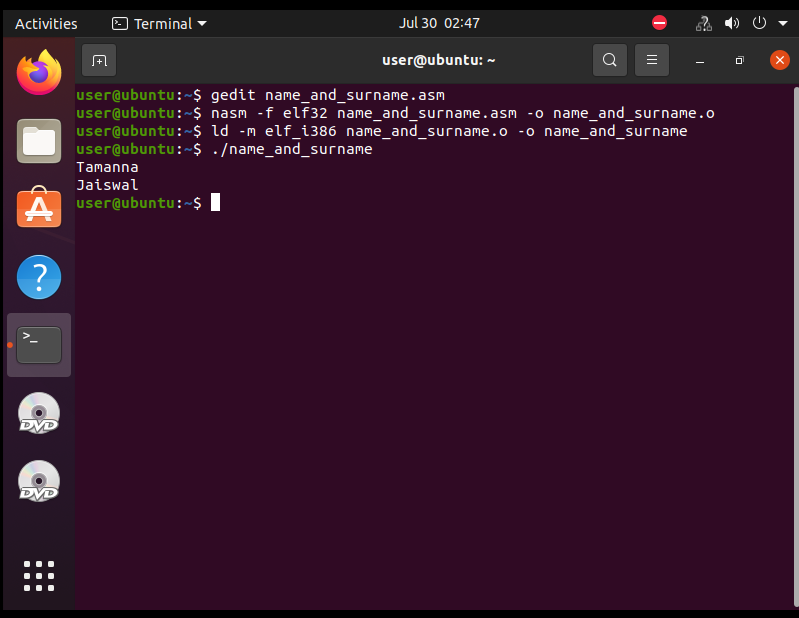 Activities Terminal Jul 30 02:47
user@ubuntu: ~
user@ubuntu:~$ gedit name_and_surname.asm
user@ubuntu:~$ nasm -f elf32 name_and_surname.asm -o name_and_surname.o
user@ubuntu:~$ ld -m elf_i386 name_and_surname.o -o name_and_surname
user@ubuntu:~$ ./name_and_surname
Tamanna
Jaiswal
user@ubuntu:~$
>_
DVD
DVD